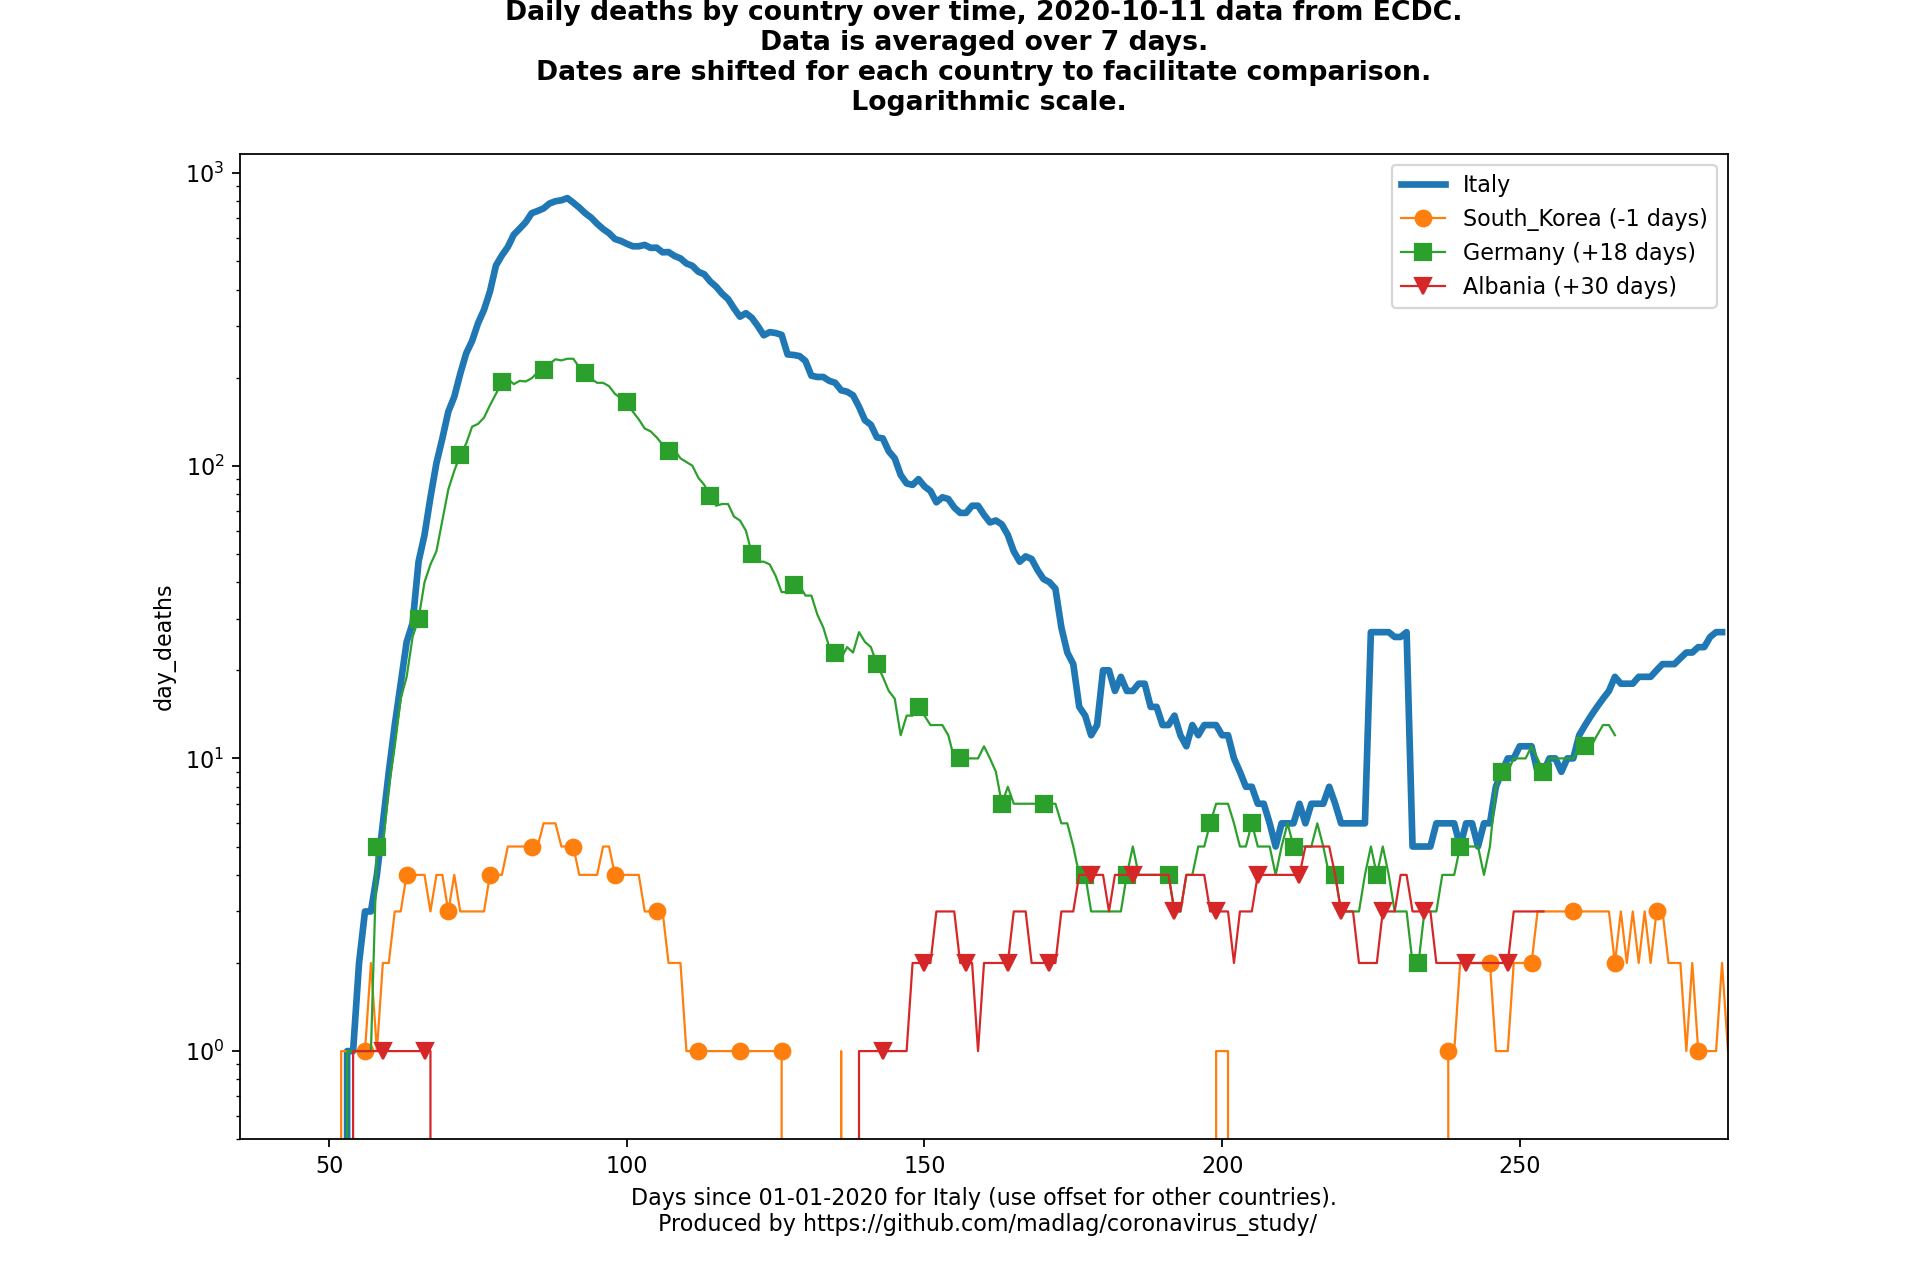 Daily deaths by country over time, 2020-10-11 data from ECDC.
Data is averaged over 7 days.
Dates are shifted for each country to facilitate comparison.
Logarithmic scale.
10³
10²
10¹
10⁰
day_deaths
Italy
South_Korea (-1 days)
Germany (+18 days)
Albania (+30 days)
50 100 150 200 250
Days since 01-01-2020 for Italy (use offset for other countries).
Produced by https://github.com/madlag/coronavirus_study/